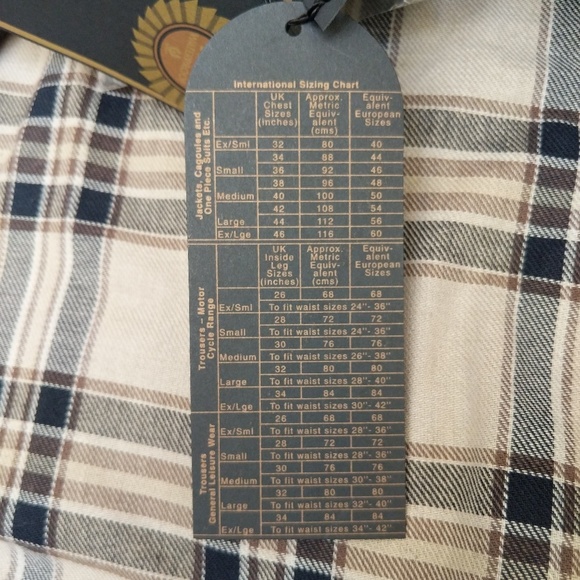 International Sizing Chart
Jackets, Cagoules and
One Piece Suits Etc.
UK Chest Sizes (inches) Approx. Metric Equiv-alent (cms) Equiv-alent European Sizes
Ex/Sml 32 80 40
34 88 44
Small 36 92 46
38 96 48
Medium 40 100 50
42 108 54
Large 44 112 56
Ex/Lge 46 116 60
Trousers – Motor
Cycle Range
UK Inside Leg Sizes (inches) Approx. Metric Equiv-alent (cms) Equiv-alent European Sizes
26 68 68
Ex/Sml To fit waist sizes 24"- 36"
28 72 72
Small To fit waist sizes 24"- 36"
30 76 76
Medium To fit waist sizes 26"- 38"
32 80 80
Large To fit waist sizes 28"- 40"
34 84 84
Ex/Lge To fit waist sizes 30"- 42"
Trousers
General Leisure Wear
26 68 68
Ex/Sml To fit waist sizes 28"- 36"
28 72 72
Small To fit waist sizes 28"- 36"
30 76 76
Medium To fit waist sizes 30"- 38"
32 80 80
Large To fit waist sizes 32"- 40"
34 84 84
Ex/Lge To fit waist sizes 34"- 42"